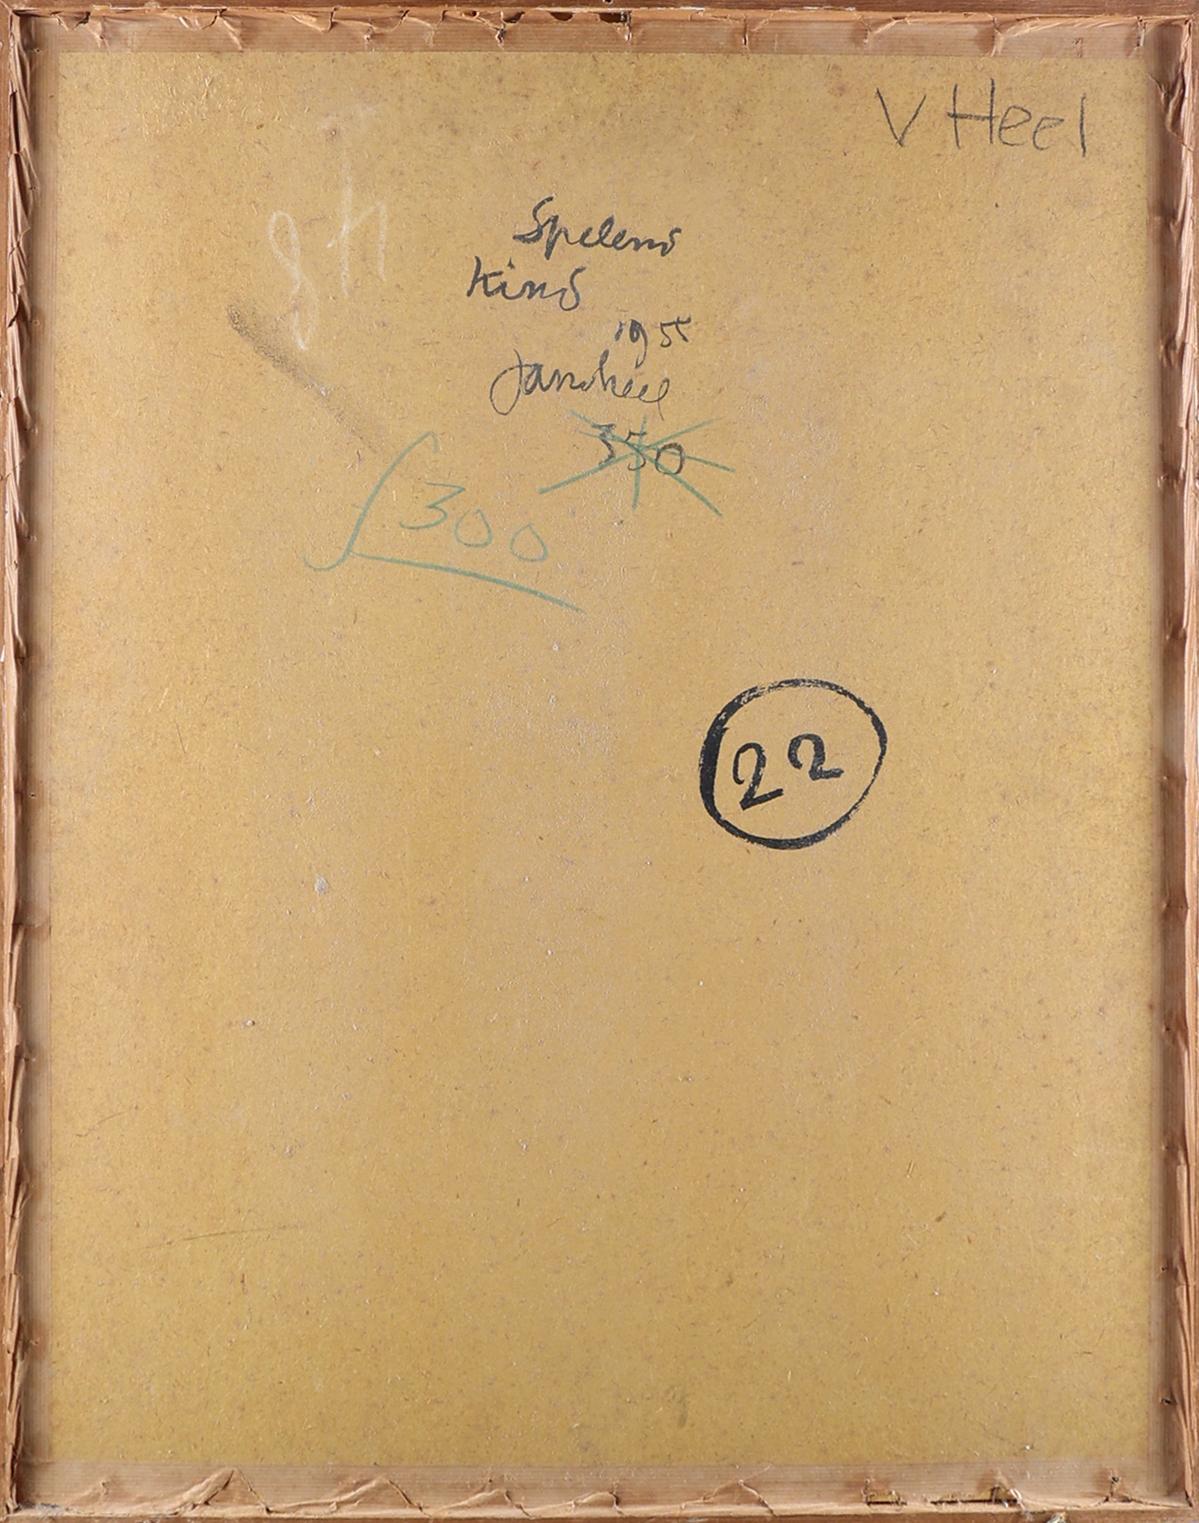 V Heel
Spelend
Kind
1955
Jan v heel
350
ƒ 300
22